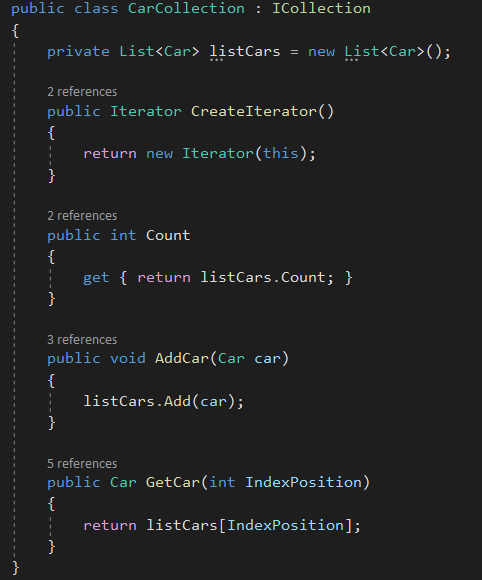 public class CarCollection : ICollection
{
private List<Car> listCars = new List<Car>();
2 references
public Iterator CreateIterator()
{
return new Iterator(this);
}
2 references
public int Count
{
get { return listCars.Count; }
}
3 references
public void AddCar(Car car)
{
listCars.Add(car);
}
5 references
public Car GetCar(int IndexPosition)
{
return listCars[IndexPosition];
}
}